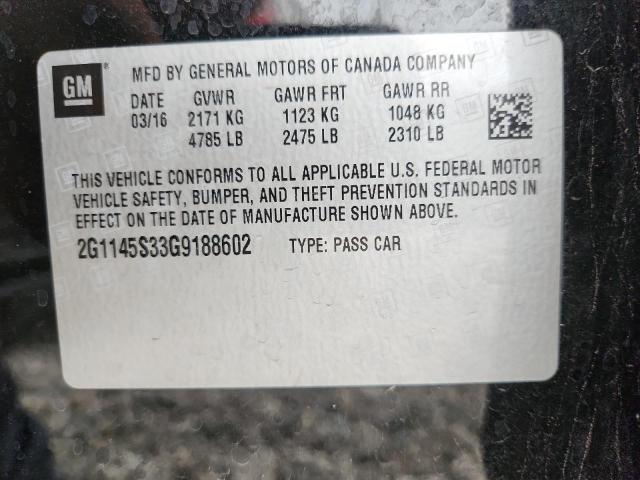 GM
MFD BY GENERAL MOTORS OF CANADA COMPANY
DATE GVWR GAWR FRT GAWR RR
03/16 2171 KG 1123 KG 1048 KG
4785 LB 2475 LB 2310 LB
THIS VEHICLE CONFORMS TO ALL APPLICABLE U.S. FEDERAL MOTOR
VEHICLE SAFETY, BUMPER, AND THEFT PREVENTION STANDARDS IN
EFFECT ON THE DATE OF MANUFACTURE SHOWN ABOVE.
2G1145S33G9188602 TYPE: PASS CAR